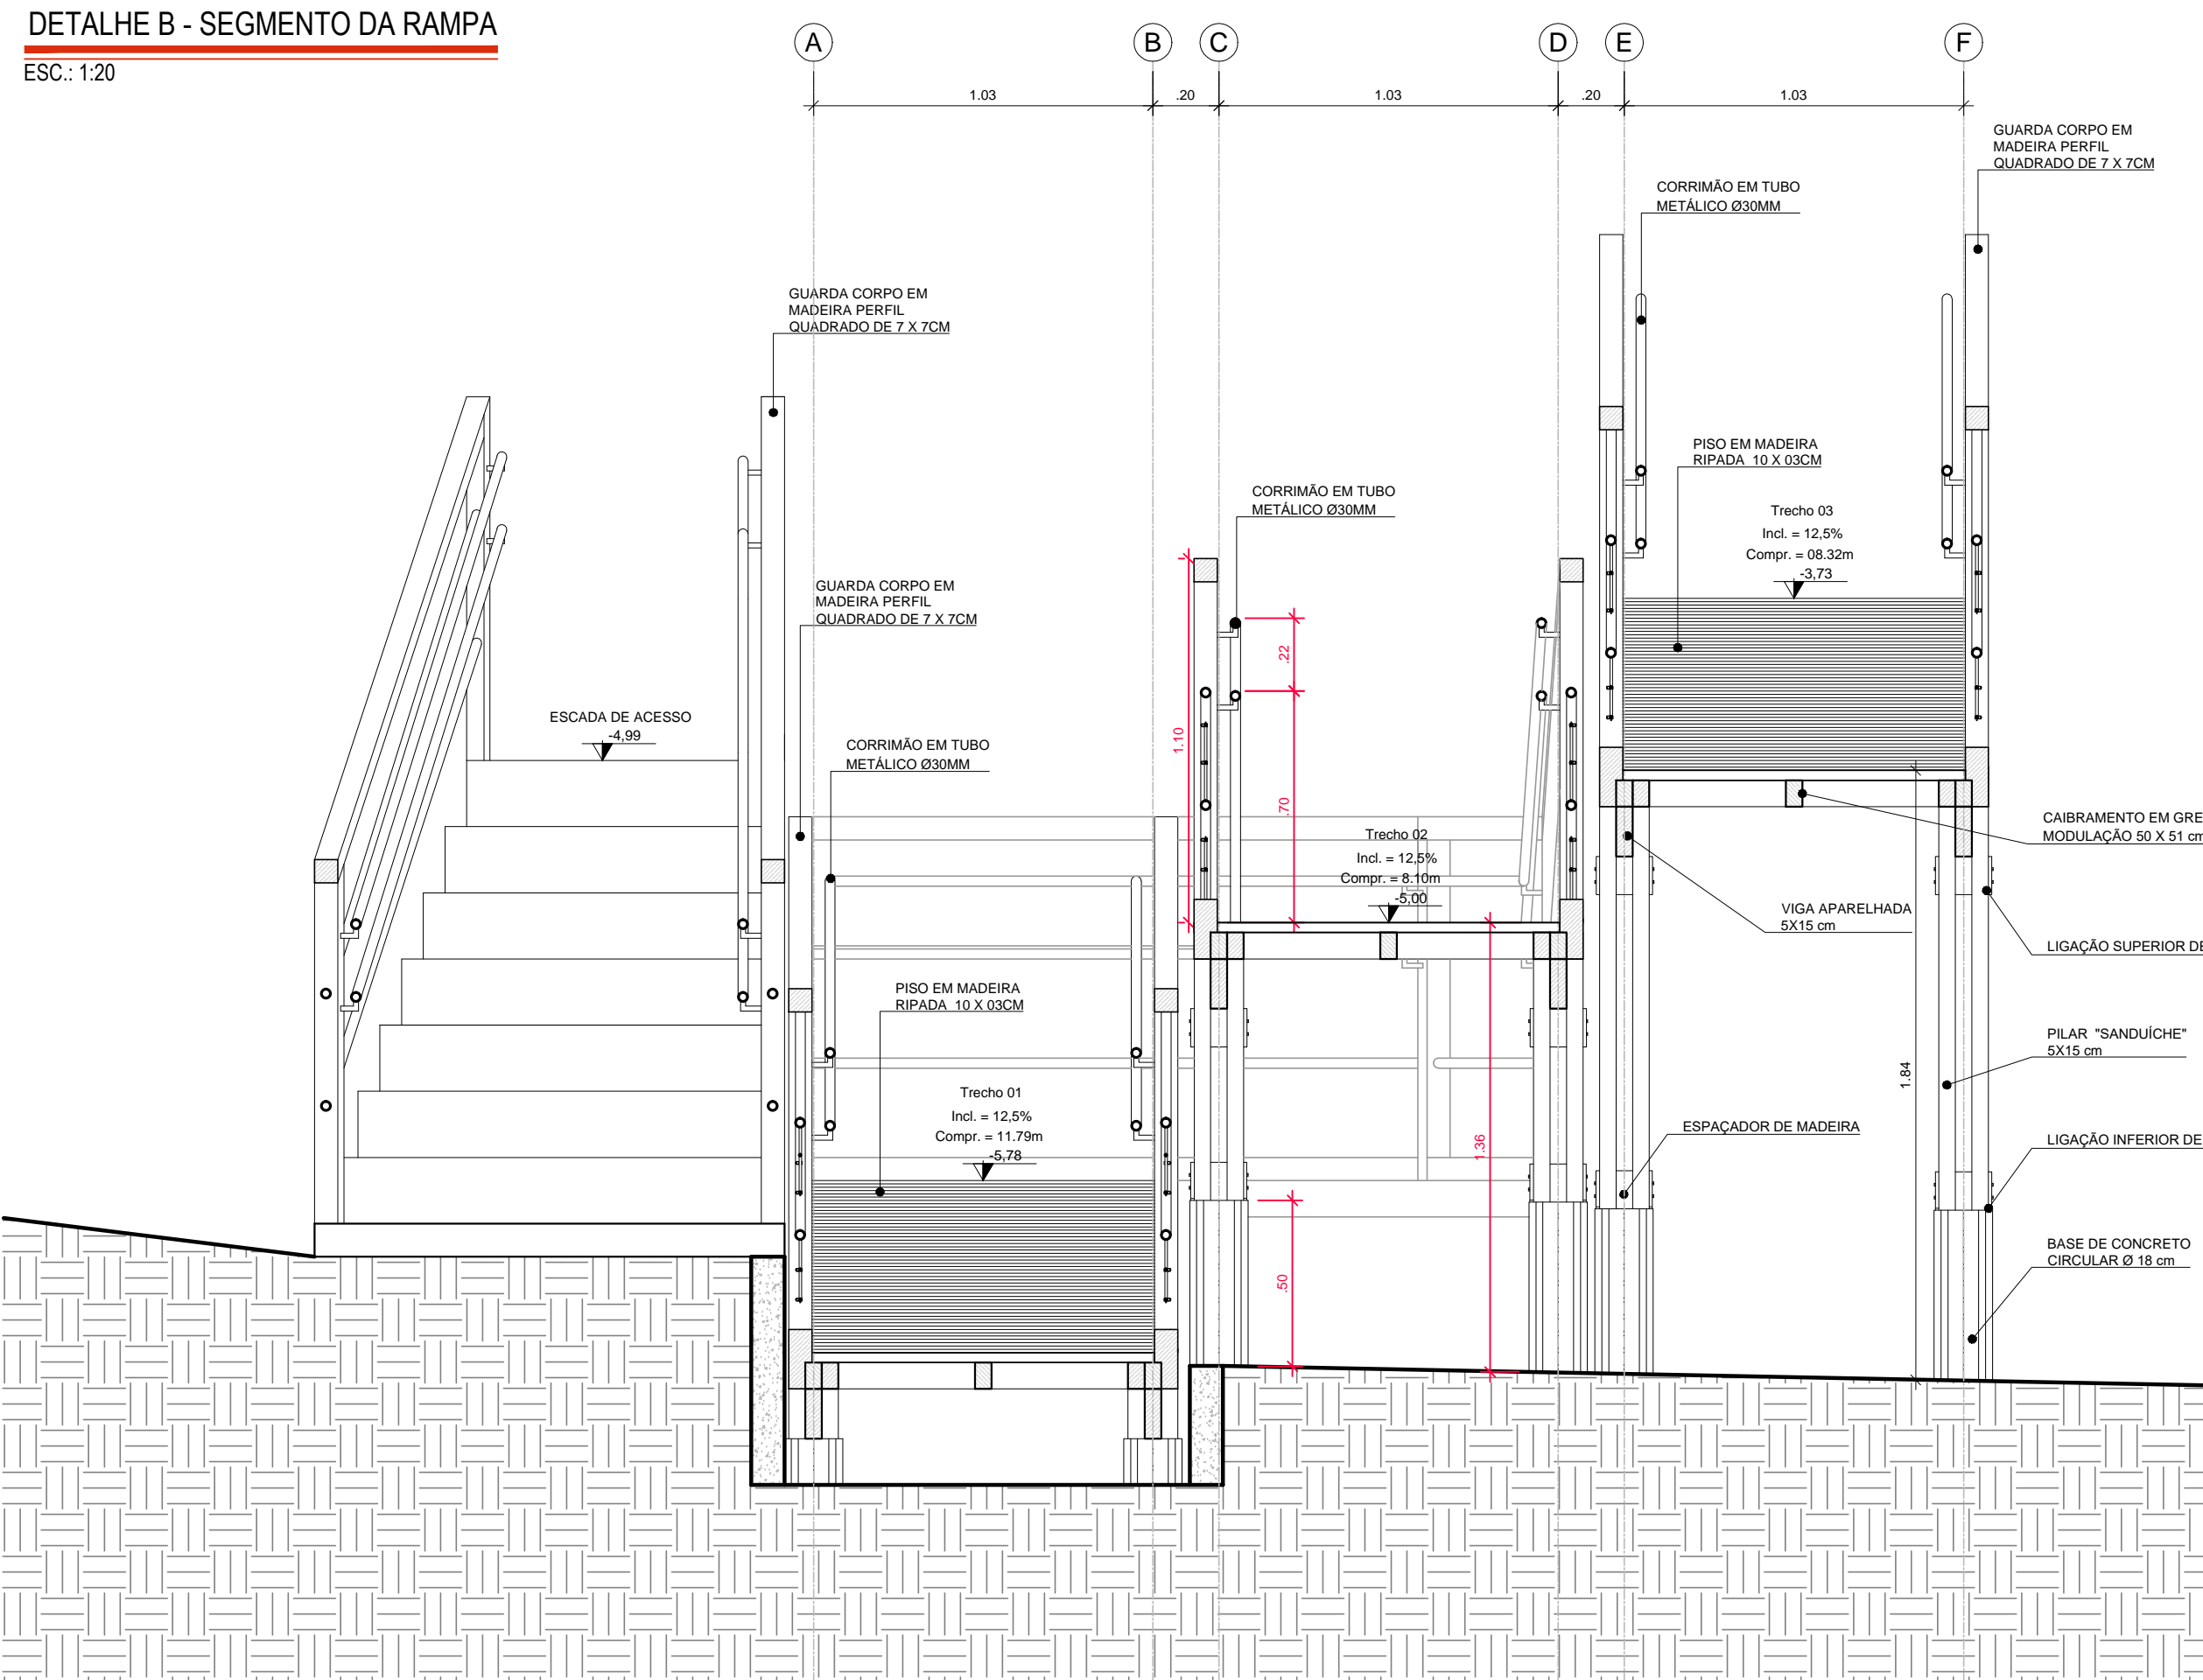 DETALHE B - SEGMENTO DA RAMPA
ESC.: 1:20
A
B
C
D
E
F
1.03
.20
1.03
.20
1.03
GUARDA CORPO EM
MADEIRA PERFIL
QUADRADO DE 7 X 7CM
CORRIMÃO EM TUBO
METÁLICO Ø30MM
GUARDA CORPO EM
MADEIRA PERFIL
QUADRADO DE 7 X 7CM
PISO EM MADEIRA
RIPADA 10 X 03CM
CORRIMÃO EM TUBO
METÁLICO Ø30MM
Trecho 03
Incl. = 12,5%
Compr. = 08.32m
-3,73
GUARDA CORPO EM
MADEIRA PERFIL
QUADRADO DE 7 X 7CM
.22
1.10
.70
ESCADA DE ACESSO
-4,99
CORRIMÃO EM TUBO
METÁLICO Ø30MM
Trecho 02
Incl. = 12,5%
Compr. = 8.10m
-5,00
CAIBRAMENTO EM GRE
MODULAÇÃO 50 X 51 cm
VIGA APARELHADA
5X15 cm
LIGAÇÃO SUPERIOR DE
PISO EM MADEIRA
RIPADA 10 X 03CM
PILAR "SANDUÍCHE"
5X15 cm
1.84
Trecho 01
Incl. = 12,5%
Compr. = 11.79m
-5,78
1.36
ESPAÇADOR DE MADEIRA
LIGAÇÃO INFERIOR DE
BASE DE CONCRETO
CIRCULAR Ø 18 cm
.50